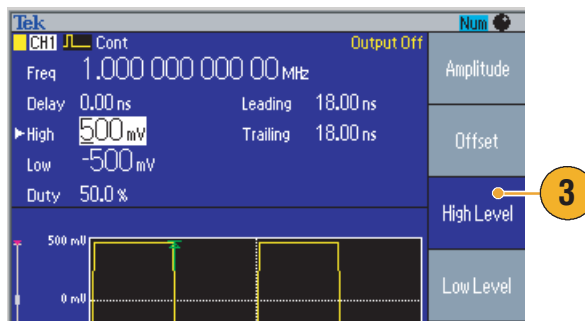 Tek Num
CH1 Cont Output Off
Freq 1.000 000 000 00 MHz
Delay 0.00 ns Leading 18.00 ns
High 500 mV Trailing 18.00 ns
Low -500 mV
Duty 50.0 %
500 mV
0 mV
Amplitude
Offset
High Level
Low Level
3